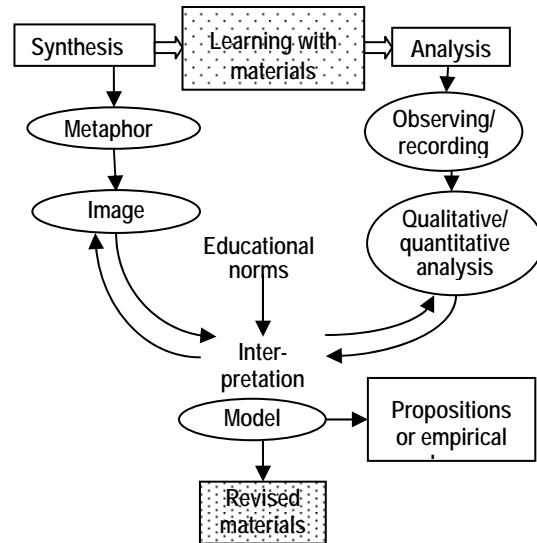 Synthesis
Learning with
materials
Analysis
Metaphor
Observing/
recording
Image
Qualitative/
quantitative
analysis
Educational
norms
Inter-
pretation
Model
Propositions
or empirical
Revised
materials